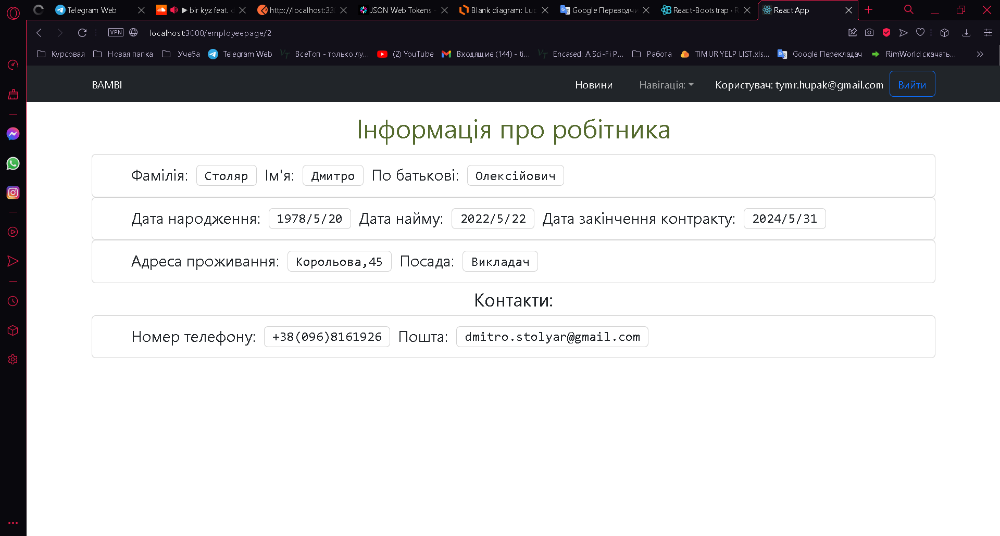 Telegram Web
bir kyz feat.
http://localhost:33
JSON Web Tokens
Blank diagram: Luc
Google Переводчи
React-Bootstrap · R
React App
VPN
localhost:3000/employeepage/2
Курсовая
Новая папка
Учеба
Telegram Web
ВсеТоп - только лу...
(2) YouTube
Входящие (144) - ti...
Encased: A Sci-Fi P...
Работа
TIMUR YELP LIST.xls...
Google Перекладач
RimWorld скачать...
BAMBI
Новини
Навігація:
Користувач: tymr.hupak@gmail.com
Вийти
Інформація про робітника
Фамілія: Столяр Ім'я: Дмитро По батькові: Олексійович
Дата народження: 1978/5/20 Дата найму: 2022/5/22 Дата закінчення контракту: 2024/5/31
Адреса проживання: Корольова,45 Посада: Викладач
Контакти:
Номер телефону: +38(096)8161926 Пошта: dmitro.stolyar@gmail.com